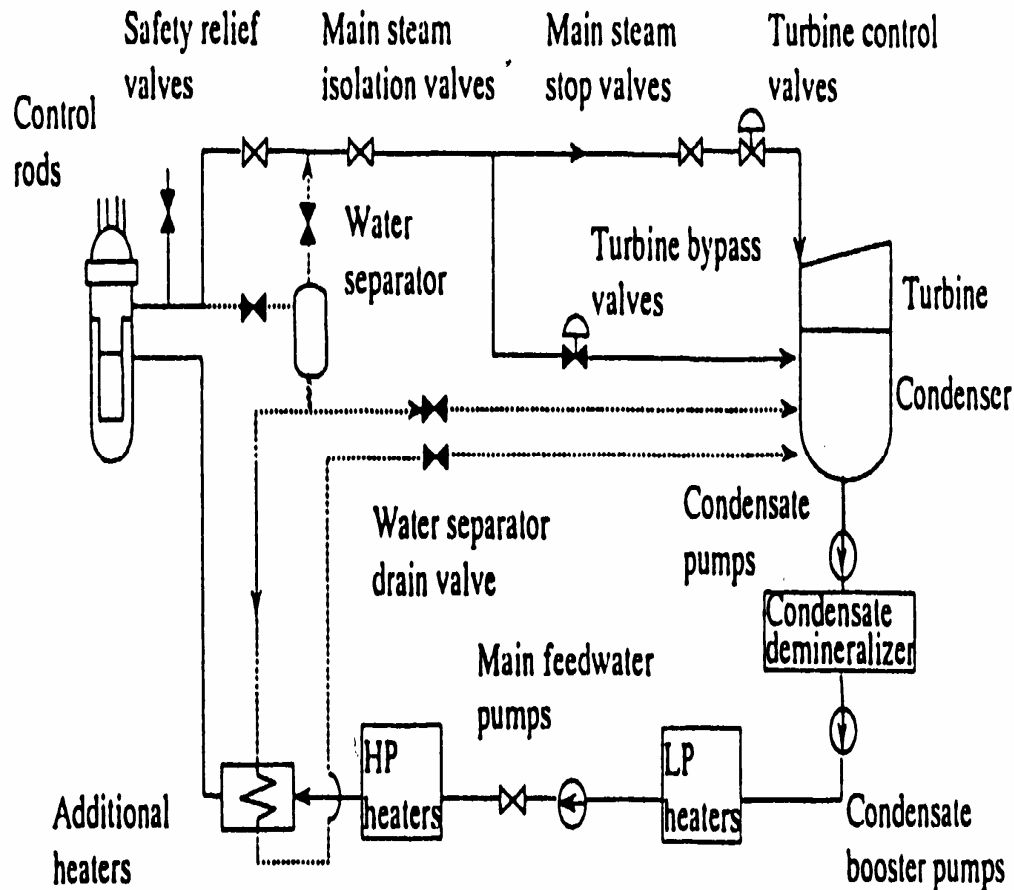 Safety relief
valves
Main steam
isolation valves
Main steam
stop valves
Turbine control
valves
Control
rods
Water
separator
Turbine bypass
valves
Turbine
Condenser
Water separator
drain valve
Condensate
pumps
Condensate
demineralizer
Main feedwater
pumps
HP
heaters
LP
heaters
Additional
heaters
Condensate
booster pumps